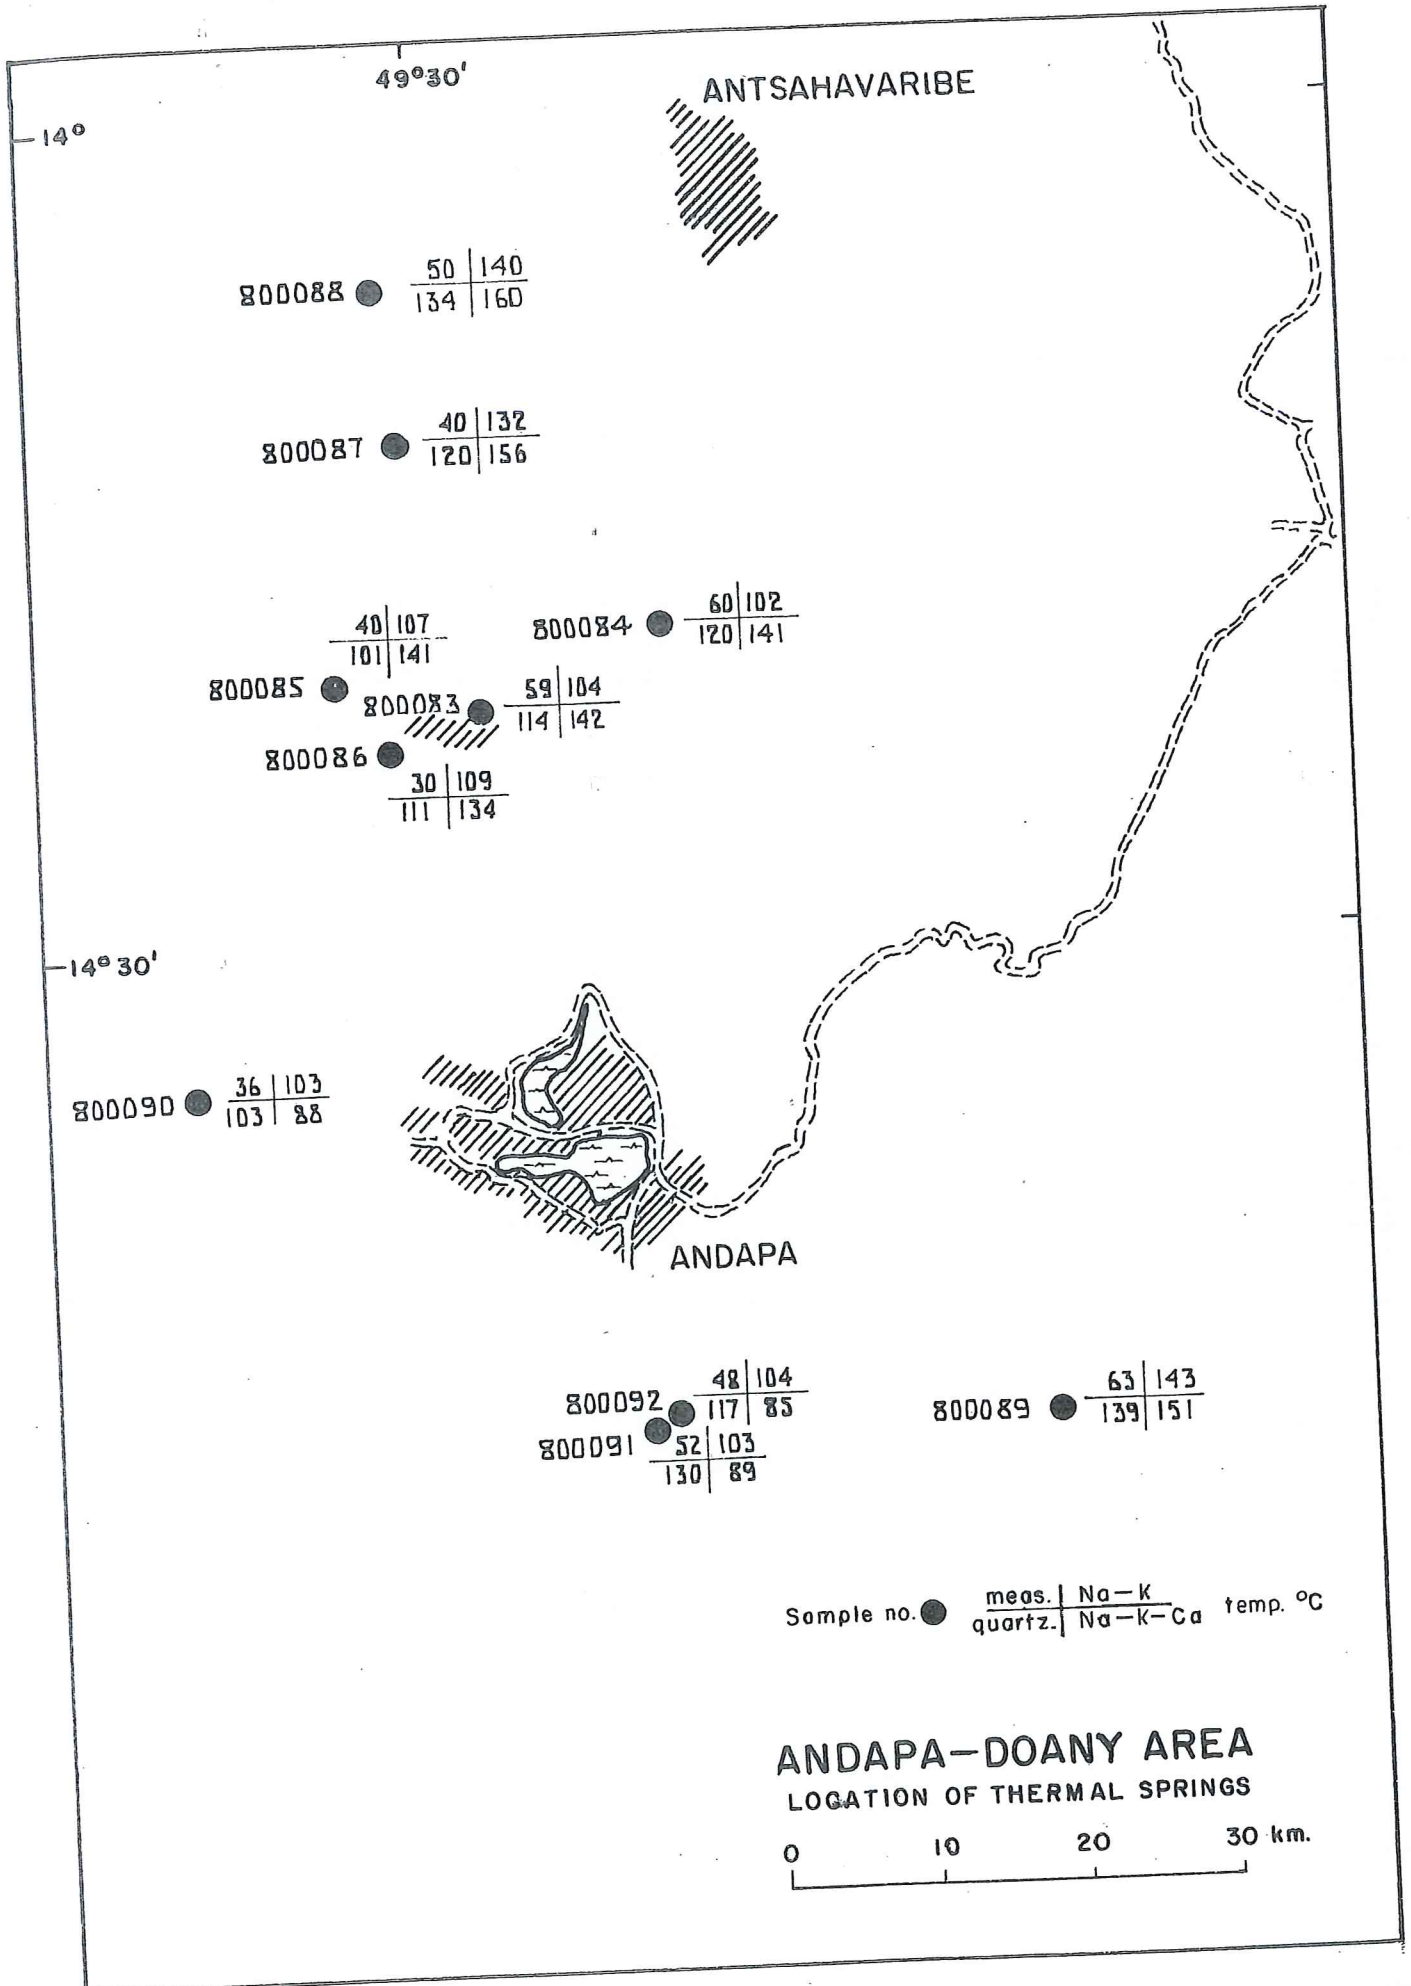 49°30'
ANTSAHAVARIBE
14°
800088 50 140
134 160
800087 40 132
120 156
800084 60 102
120 141
40 107
101 141
800085
800083 59 104
114 142
800086
30 109
111 134
14°30'
800090 36 103
103 88
ANDAPA
800092 48 104
117 85
800091 52 103
130 89
800089 63 143
139 151
Sample no. meas. Na-K
quartz. Na-K-Ca temp. °C
ANDAPA-DOANY AREA
LOCATION OF THERMAL SPRINGS
0 10 20 30 km.